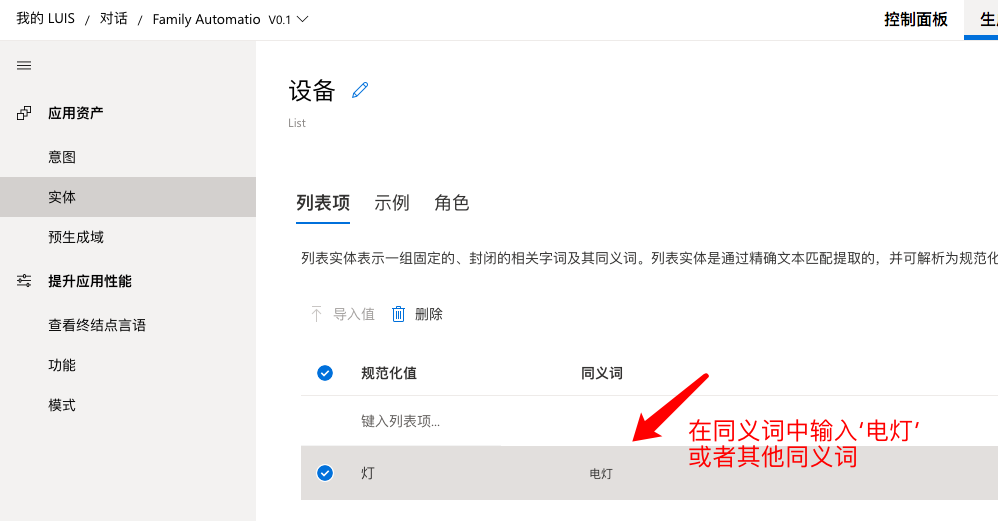 我的 LUIS / 对话 / Family Automatio V0.1
控制面板
应用资产
意图
实体
预生成域
提升应用性能
查看终结点言语
功能
模式
设备
List
列表项 示例 角色
列表实体表示一组固定的、封闭的相关字词及其同义词。列表实体是通过精确文本匹配提取的，并可解析为规范化
导入值 删除
规范化值 同义词
键入列表项...
灯 电灯
在同义词中输入‘电灯‘
或者其他同义词